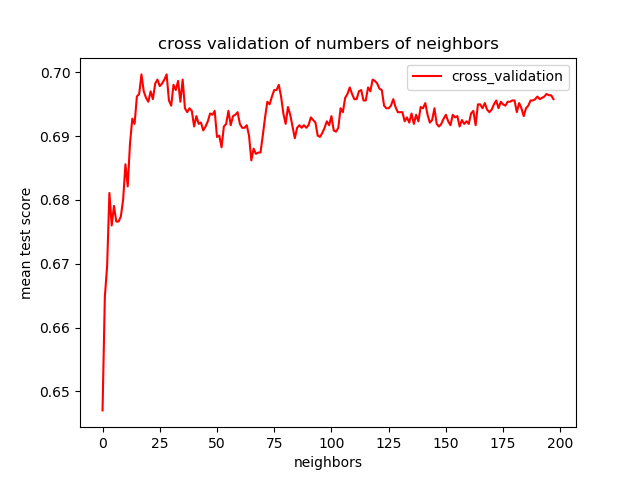 cross validation of numbers of neighbors
cross_validation
mean test score
0.70
0.69
0.68
0.67
0.66
0.65
0 25 50 75 100 125 150 175 200
neighbors